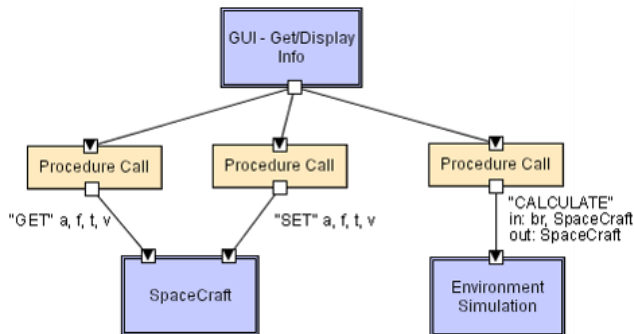 GUI - Get/Display
Info
Procedure Call
Procedure Call
Procedure Call
"GET" a, f, t, v
"SET" a, f, t, v
"CALCULATE"
in: br, SpaceCraft
out: SpaceCraft
SpaceCraft
Environment
Simulation